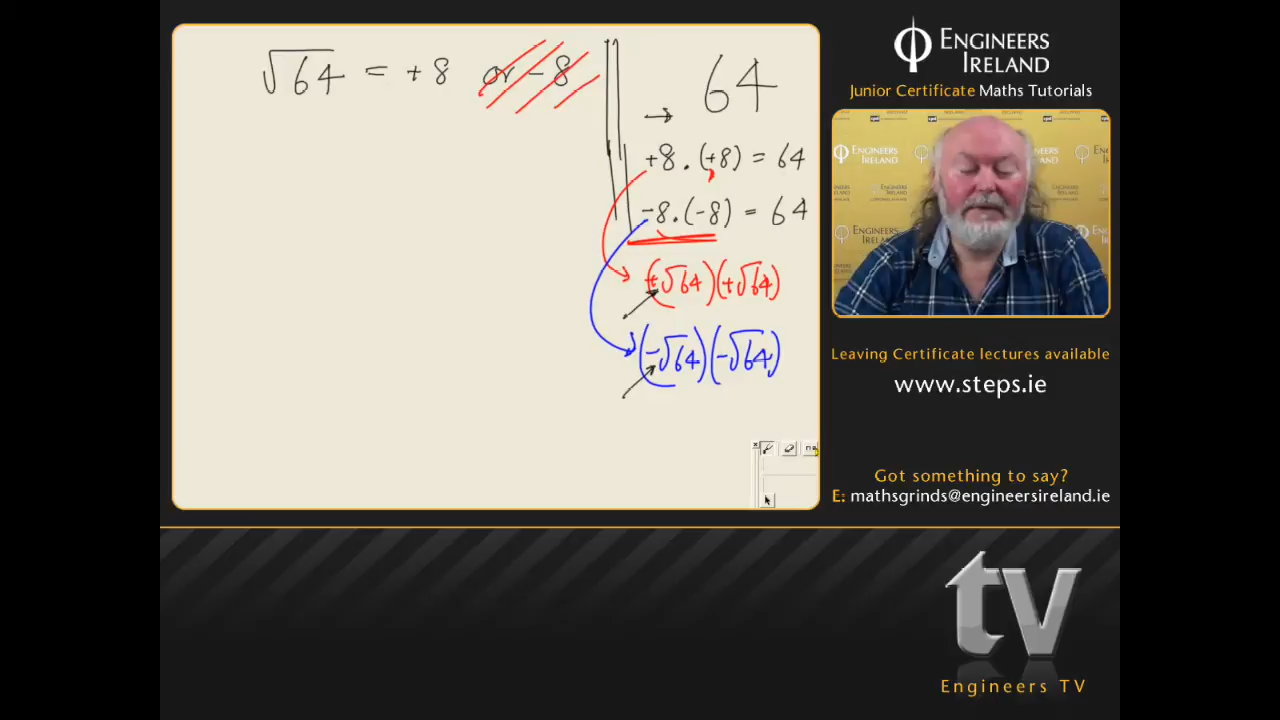 √64 = +8 or -8
64
+8 . (+8) = 64
-8 . (-8) = 64
(+√64)(+√64)
(-√64)(-√64)
ENGINEERS
IRELAND
Junior Certificate Maths Tutorials
ENGINEERS
IRELAND
Leaving Certificate lectures available
www.steps.ie
Got something to say?
E: mathsgrinds@engineersireland.ie
tv
Engineers TV